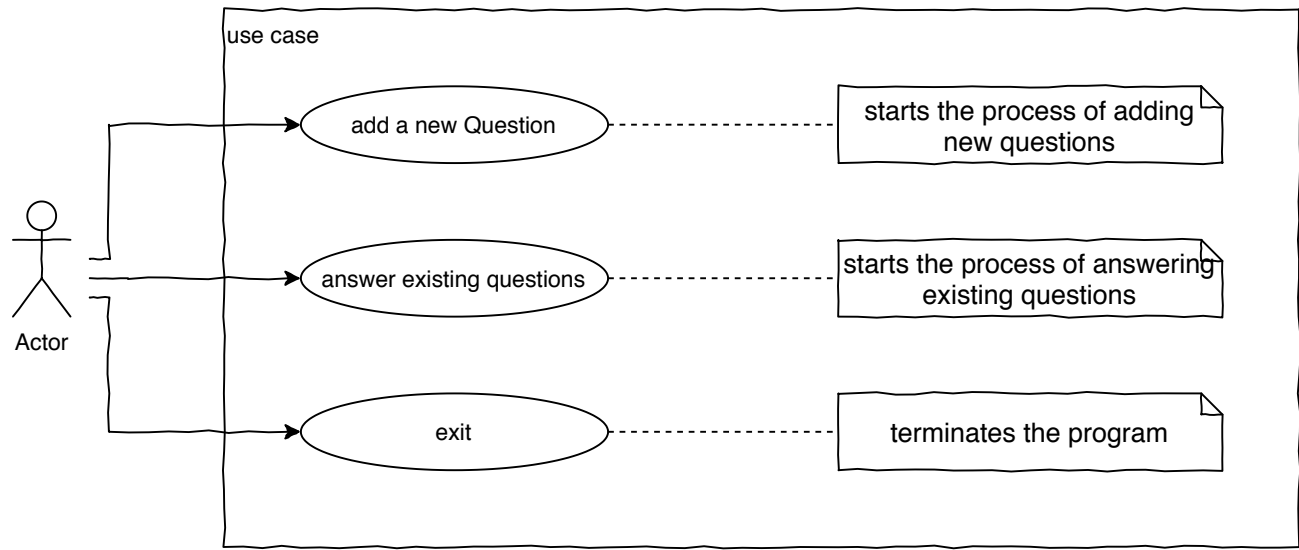 use case
add a new Question
starts the process of adding
new questions
answer existing questions
starts the process of answering
existing questions
Actor
exit
terminates the program